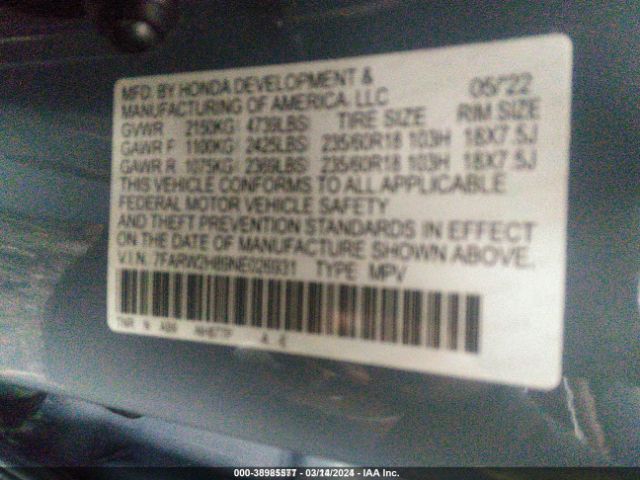 MFD. BY HONDA DEVELOPMENT & 05/22
MANUFACTURING OF AMERICA, LLC
GVWR 2150KG 4739LBS TIRE SIZE RIM SIZE
GAWR F 1100KG 2425LBS 235/60R18 103H 18X7.5J
GAWR R 1075KG 2369LBS 235/60R18 103H 18X7.5J
THIS VEHICLE CONFORMS TO ALL APPLICABLE
FEDERAL MOTOR VEHICLE SAFETY
AND THEFT PREVENTION STANDARDS IN EFFECT
ON THE DATE OF MANUFACTURE SHOWN ABOVE.
V.I.N. TYPE MPV
000-38985577 - 03/14/2024 - IAA Inc.